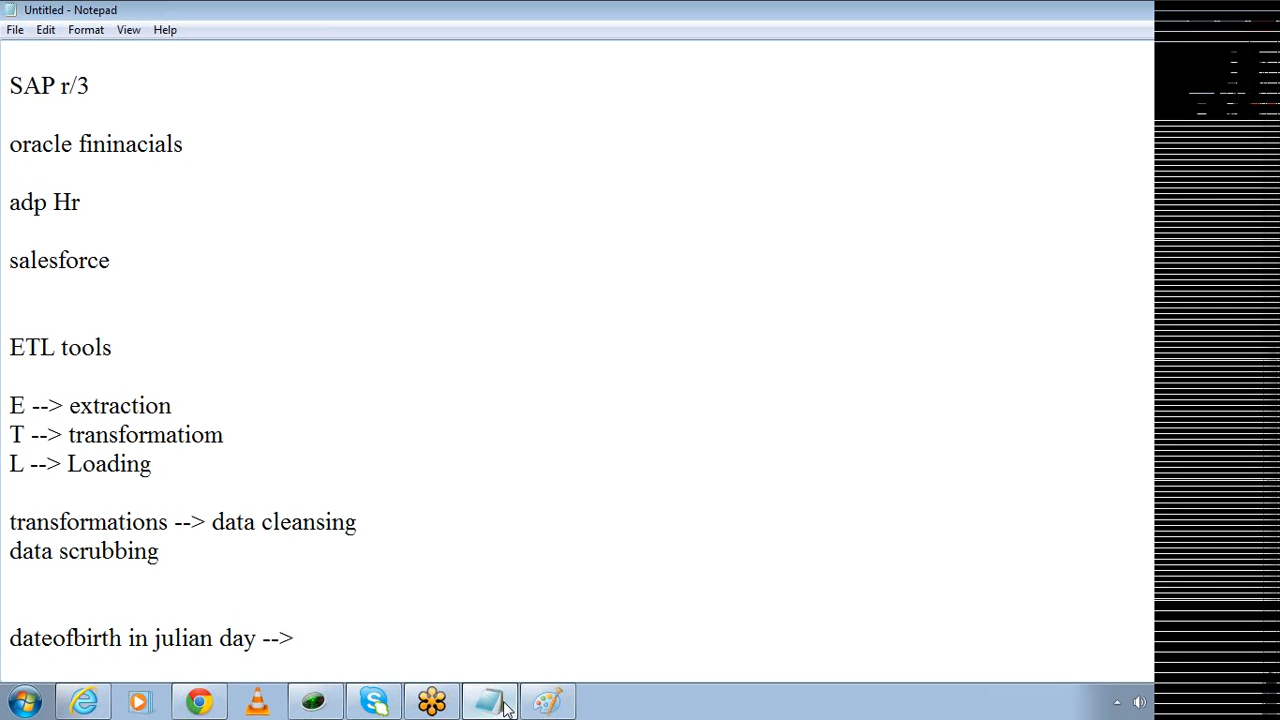 Untitled - Notepad
File Edit Format View Help
SAP r/3
oracle fininacials
adp Hr
salesforce
ETL tools
E --> extraction
T --> transformatiom
L --> Loading
transformations --> data cleansing
data scrubbing
dateofbirth in julian day -->